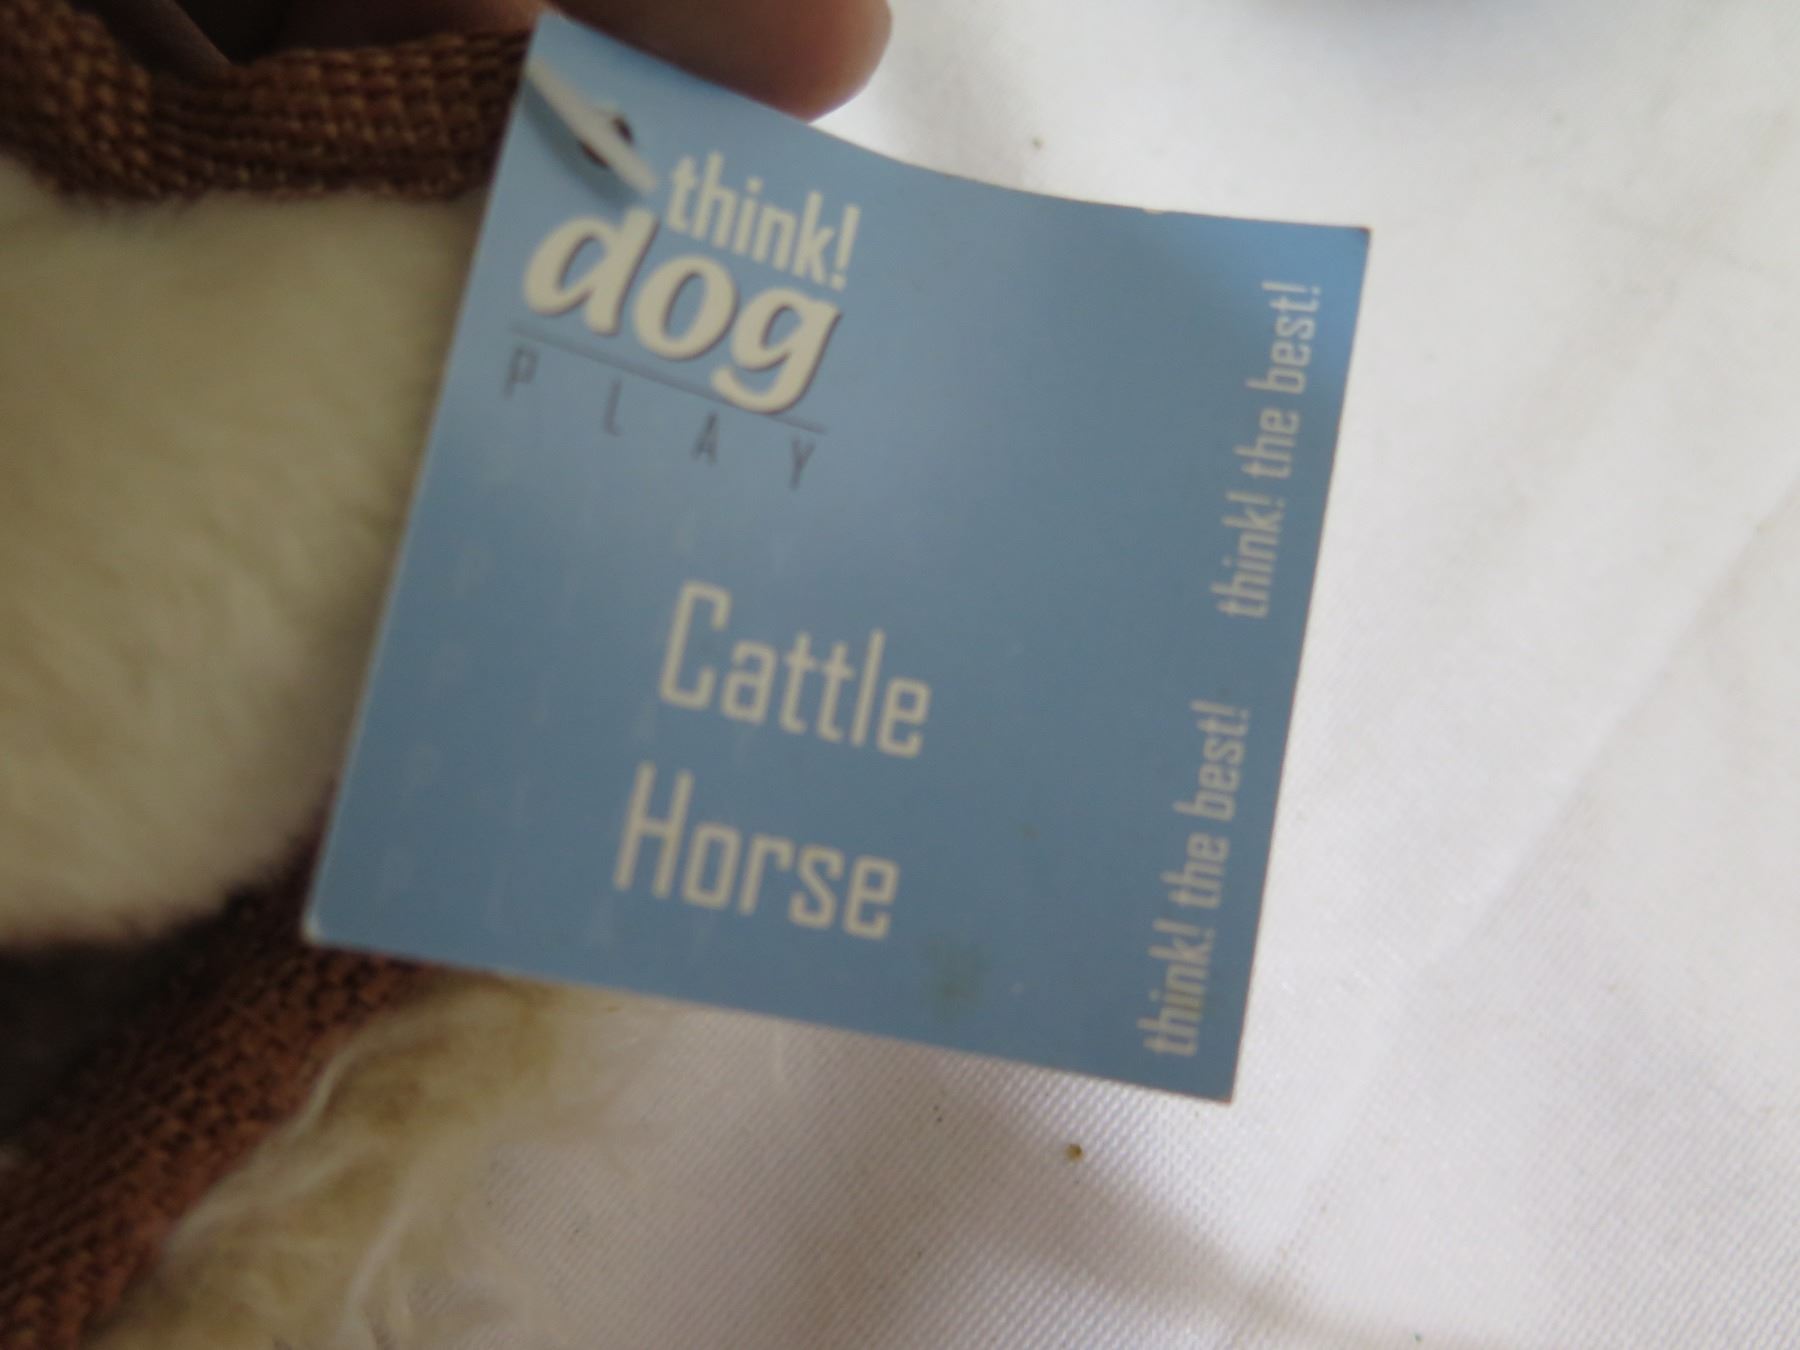 think!
dog
PLAY
Cattle
Horse
think! the best! think! the best!